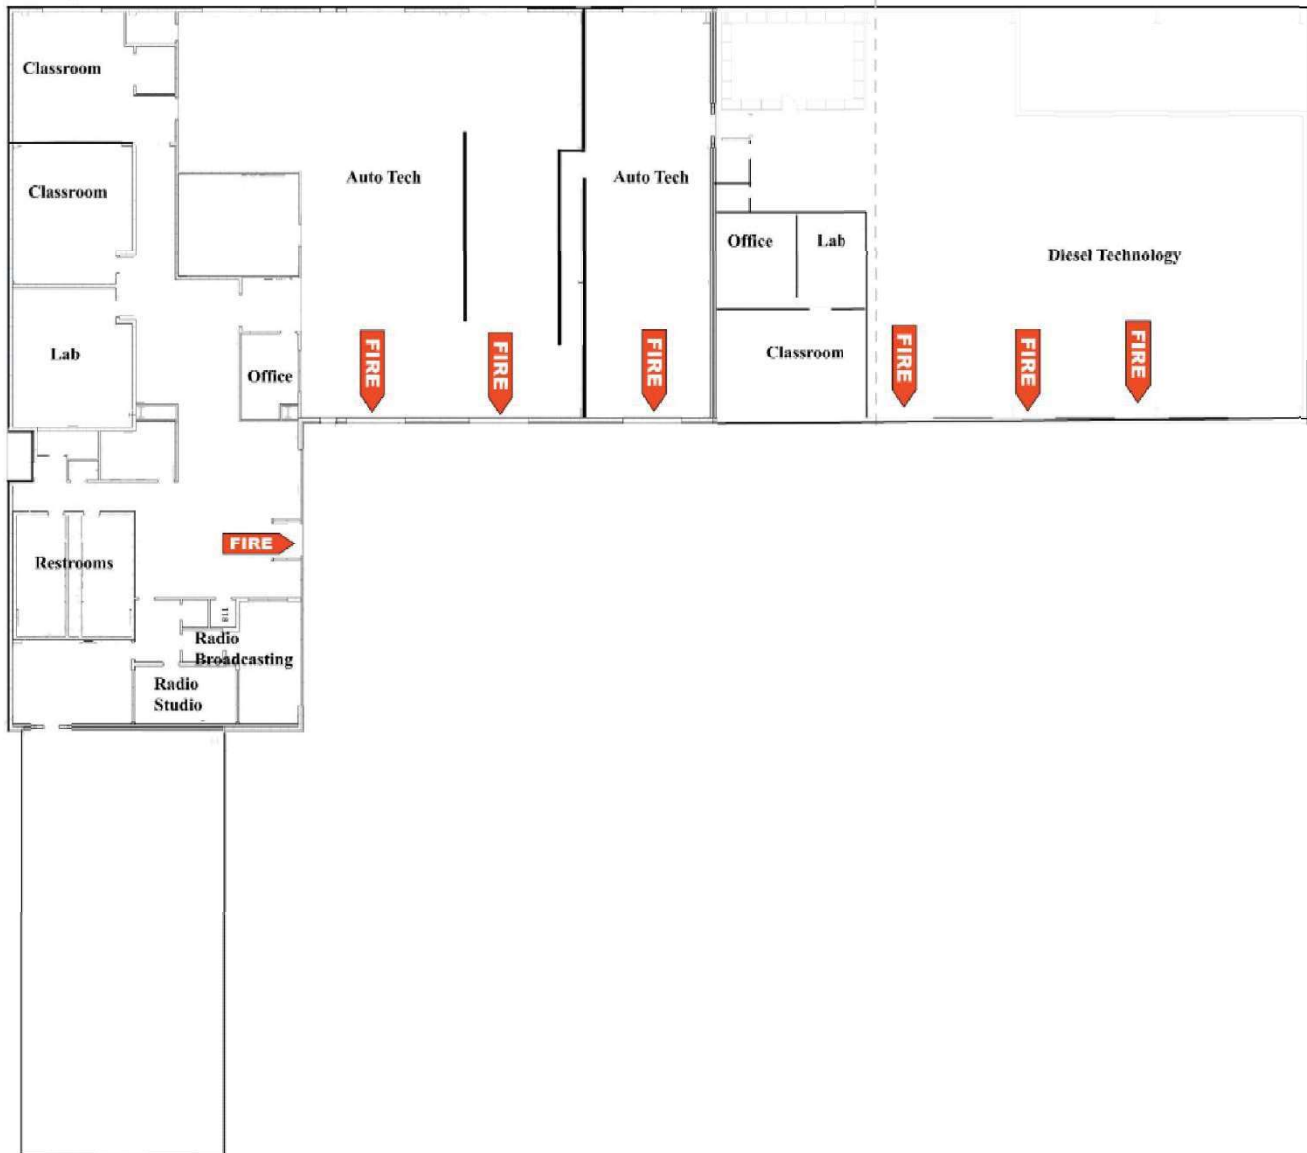 Classroom
Classroom
Auto Tech
Auto Tech
Office
Lab
Diesel Technology
Lab
Office
Classroom
FIRE
FIRE
FIRE
FIRE
FIRE
FIRE
FIRE
Restrooms
118
Radio
Broadcasting
Radio
Studio